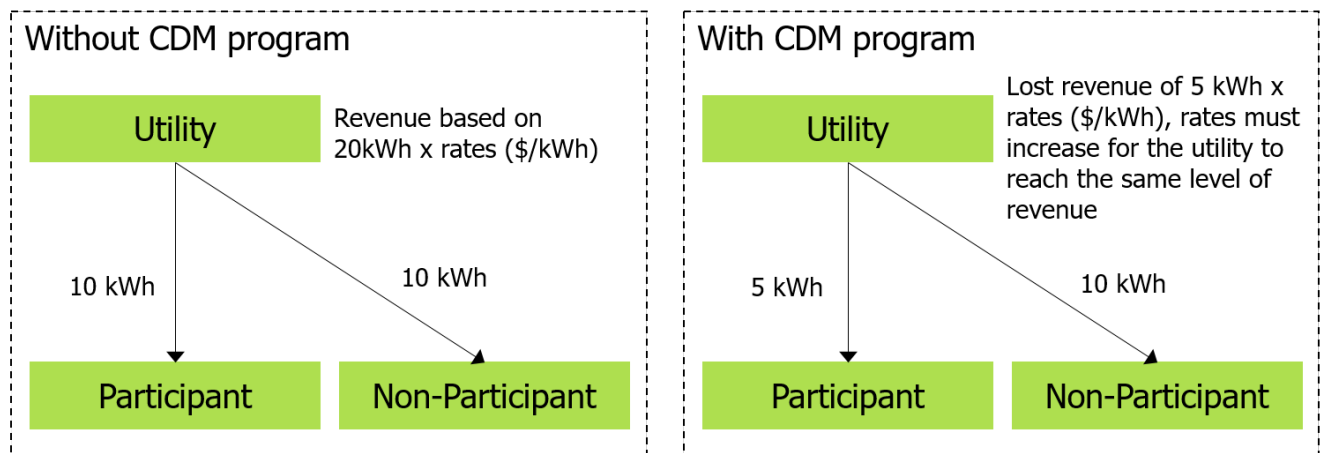 Without CDM program
Utility
Revenue based on
20kWh x rates ($/kWh)
10 kWh
10 kWh
Participant
Non-Participant
With CDM program
Utility
Lost revenue of 5 kWh x
rates ($/kWh), rates must
increase for the utility to
reach the same level of
revenue
5 kWh
10 kWh
Participant
Non-Participant